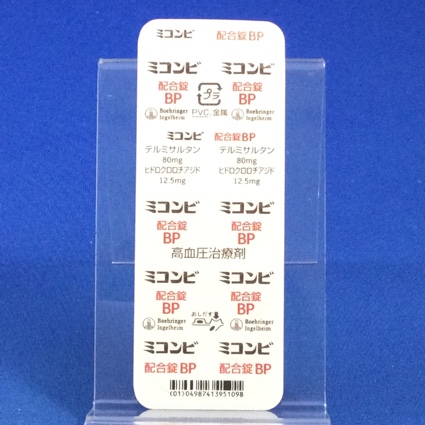 ミコンビ 配合錠BP
ミコンビ ミコンビ
配合錠 配合錠
BP プラ BP
Boehringer Ingelheim PVC, 金属 Boehringer Ingelheim
ミコンビ 配合錠BP
テルミサルタン テルミサルタン
80mg 80mg
ヒドロクロロチアジド ヒドロクロロチアジド
12.5mg 12.5mg
ミコンビ ミコンビ
配合錠 配合錠
BP BP
高血圧治療剤
ミコンビ ミコンビ
配合錠 配合錠
BP おしだす BP
Boehringer Ingelheim Boehringer Ingelheim
ミコンビ ミコンビ
配合錠BP 配合錠BP
(01)04987413951098